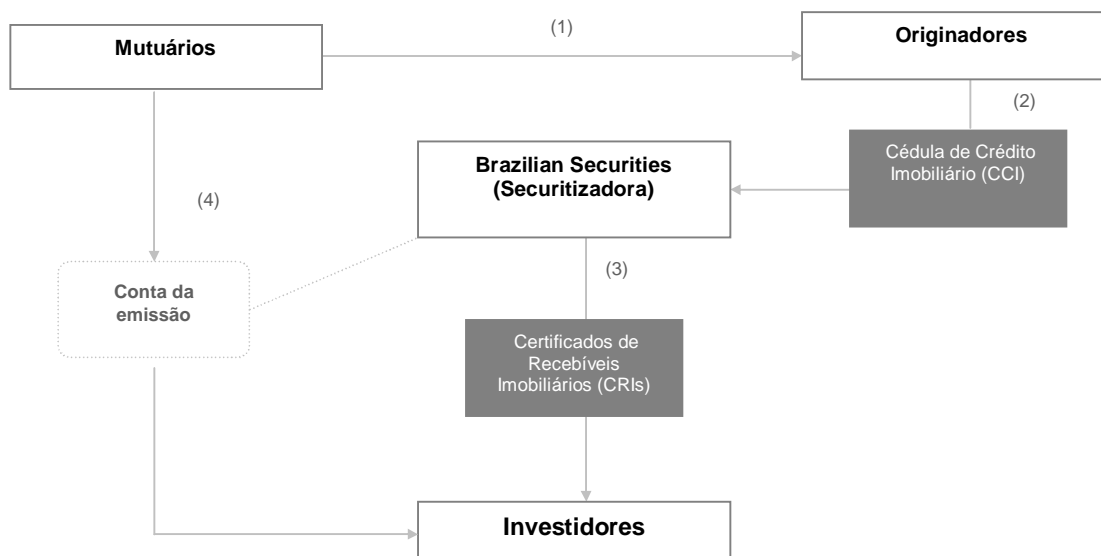 (1)
Mutuários
Originadores
(2)
Cédula de Crédito
Imobiliário (CCI)
Brazilian Securities
(Securitizadora)
(4)
(3)
Conta da
emissão
Certificados de
Recebíveis
Imobiliários (CRIs)
Investidores